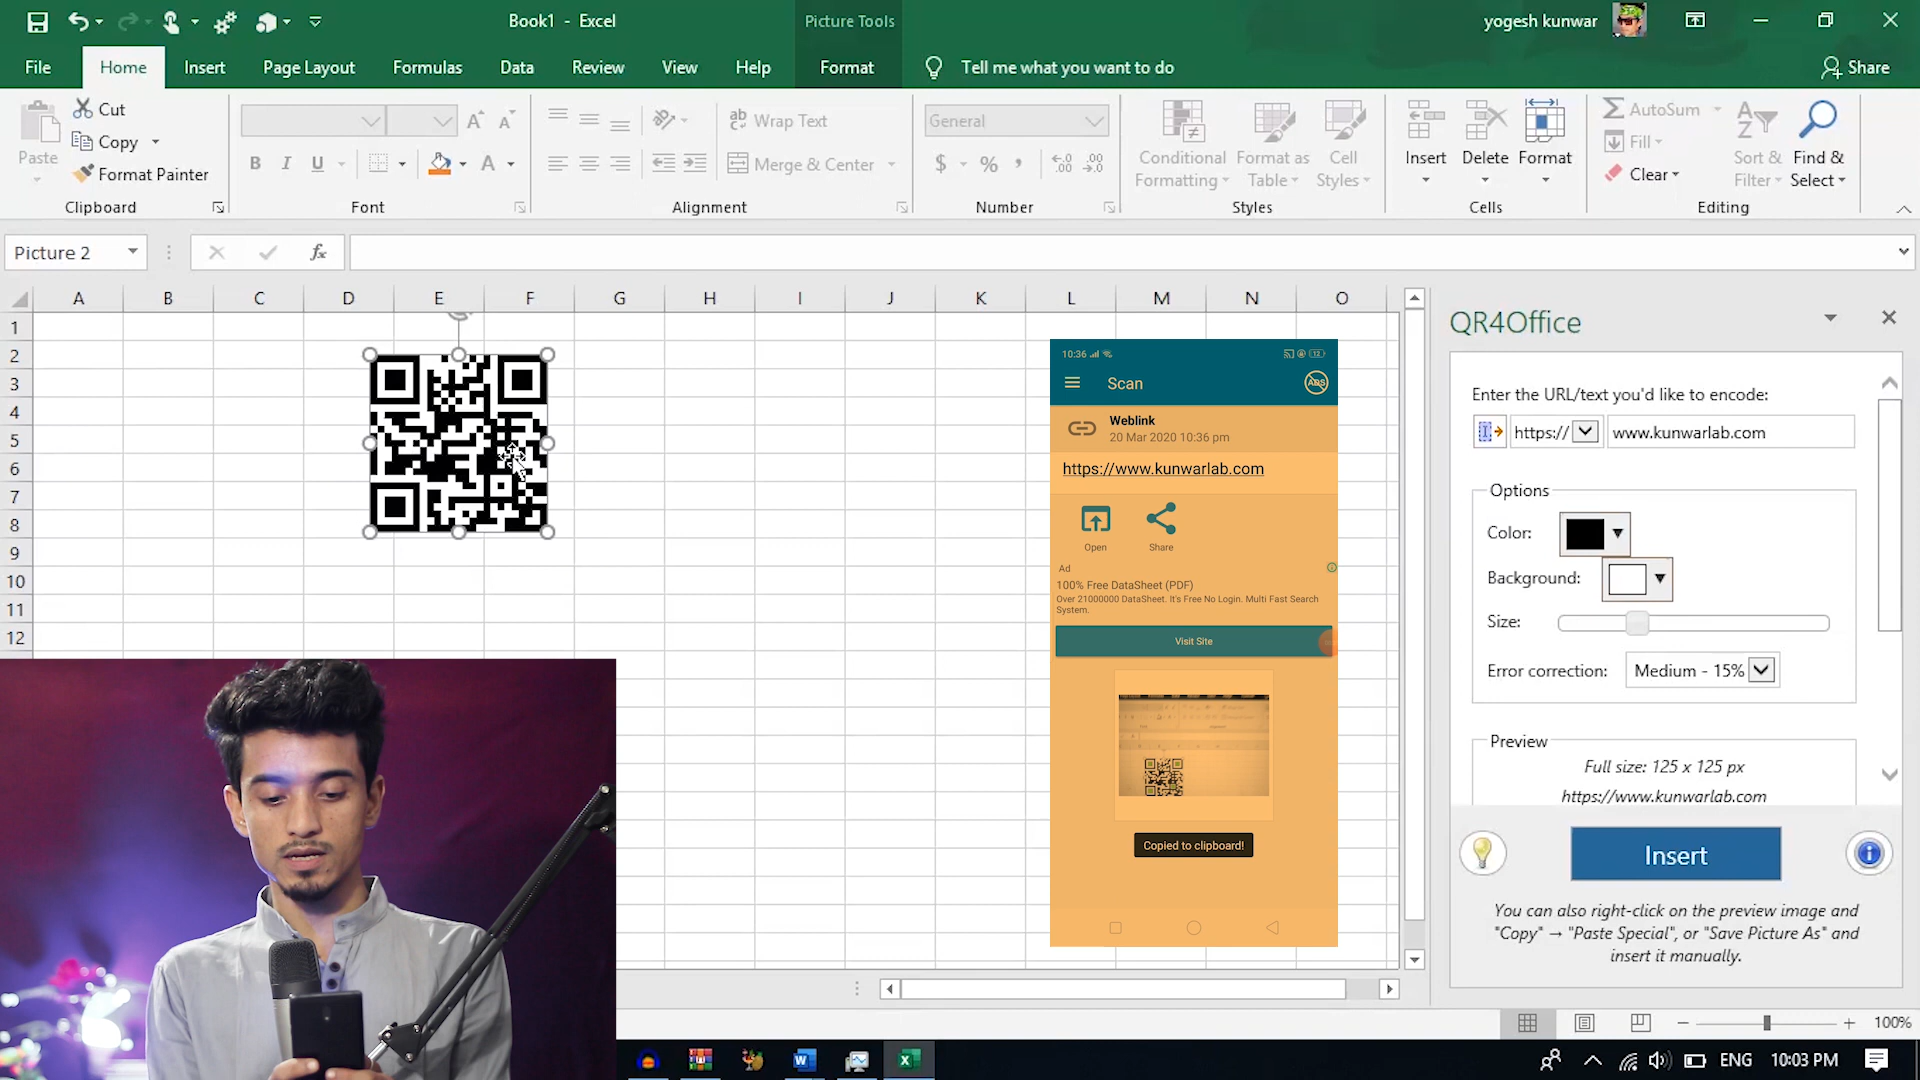 Book1 - Excel
Picture Tools
yogesh kunwar
File
Home
Insert
Page Layout
Formulas
Data
Review
View
Help
Format
Tell me what you want to do
Share
Paste
Cut
Copy
Format Painter
Clipboard
B I U
A
Font
ab Wrap Text
Merge & Center
Alignment
General
$ % ,
Number
Conditional Formatting
Format as Table
Cell Styles
Styles
Insert
Delete
Format
Cells
AutoSum
Fill
Clear
Sort & Filter
Find & Select
Editing
Picture 2
fx
A B C D E F G H I J K L M N O
1
2
3
4
5
6
7
8
9
10
11
12
10:36
Scan
ADS
Weblink
20 Mar 2020 10:36 pm
https://www.kunwarlab.com
Open
Share
Ad
100% Free DataSheet (PDF)
Over 21000000 DataSheet. It's Free No Login. Multi Fast Search
System.
Visit Site
Copied to clipboard!
QR4Office
Enter the URL/text you'd like to encode:
https://
www.kunwarlab.com
Options
Color:
Background:
Size:
Error correction:
Medium - 15%
Preview
Full size: 125 x 125 px
https://www.kunwarlab.com
Insert
You can also right-click on the preview image and
"Copy" → "Paste Special", or "Save Picture As" and
insert it manually.
100%
ENG
10:03 PM